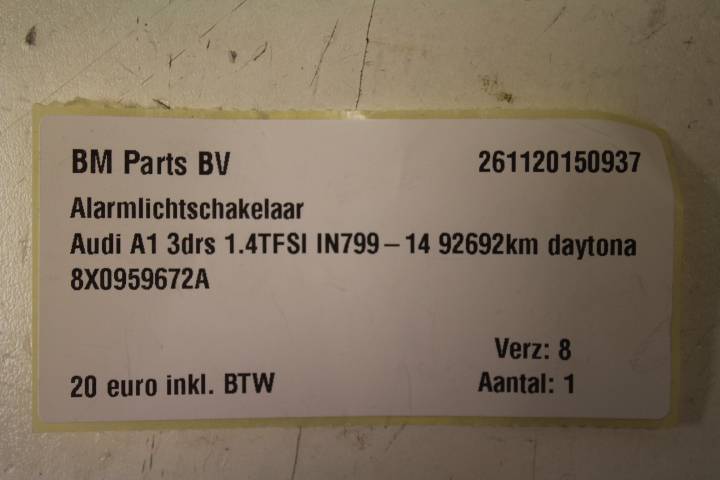 BM Parts BV 261120150937
Alarmlichtschakelaar
Audi A1 3drs 1.4TFSI IN799-14 92692km daytona
8X0959672A
Verz: 8
20 euro inkl. BTW Aantal: 1